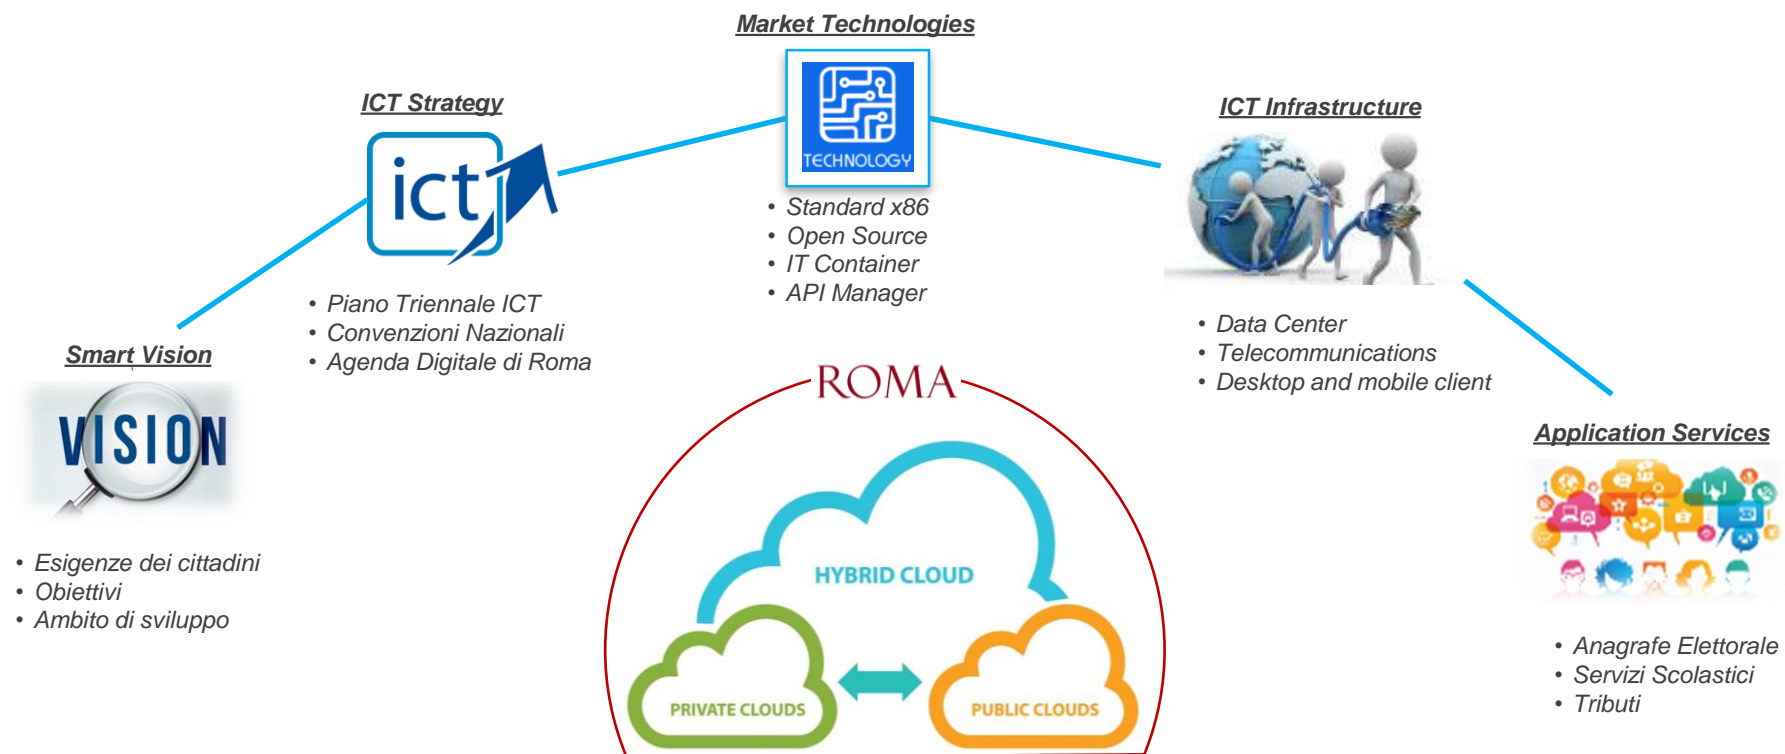 Market Technologies
TECHNOLOGY
• Standard x86
• Open Source
• IT Container
• API Manager
ICT Strategy
ict
• Piano Triennale ICT
• Convenzioni Nazionali
• Agenda Digitale di Roma
ICT Infrastructure
• Data Center
• Telecommunications
• Desktop and mobile client
Smart Vision
VISION
• Esigenze dei cittadini
• Obiettivi
• Ambito di sviluppo
ROMA
HYBRID CLOUD
PRIVATE CLOUDS
PUBLIC CLOUDS
Application Services
• Anagrafe Elettorale
• Servizi Scolastici
• Tributi